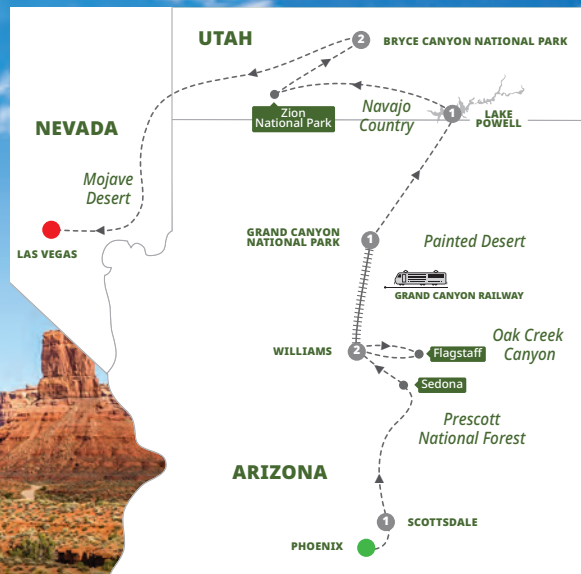 UTAH
2
BRYCE CANYON NATIONAL PARK
Zion
National Park
Navajo
Country
1
LAKE
POWELL
NEVADA
Mojave
Desert
LAS VEGAS
GRAND CANYON
NATIONAL PARK
1
Painted Desert
GRAND CANYON RAILWAY
WILLIAMS
2
Flagstaff
Oak Creek
Canyon
Sedona
Prescott
National Forest
ARIZONA
1
SCOTTSDALE
PHOENIX